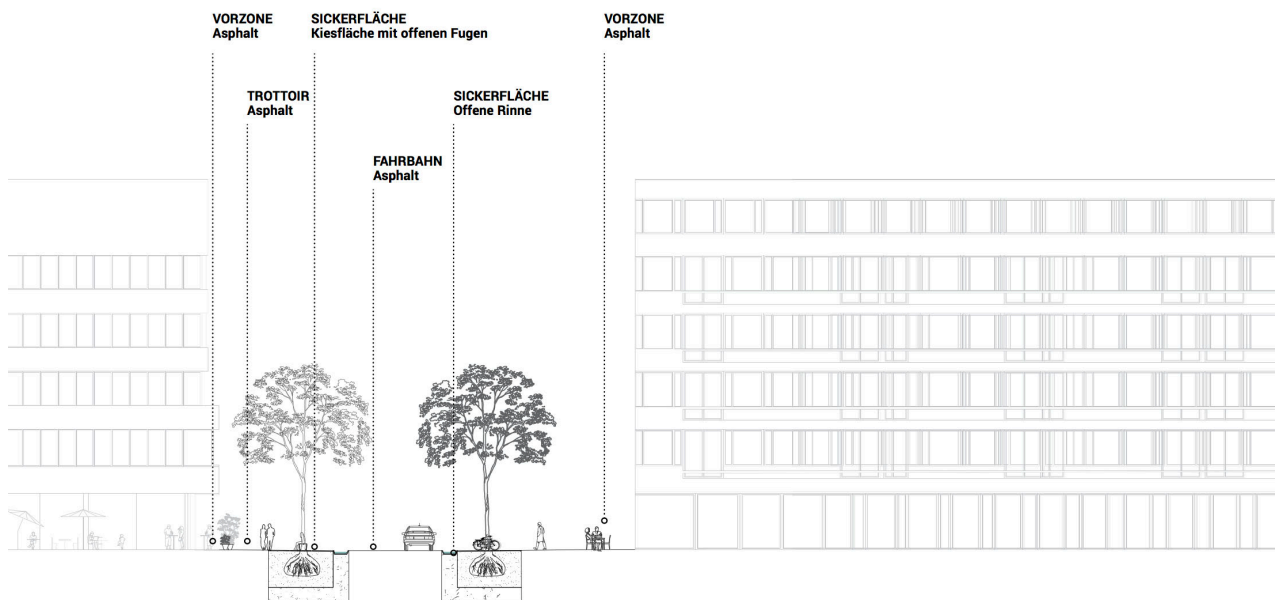 VORZONE
Asphalt
SICKERFLÄCHE
Kiesfläche mit offenen Fugen
VORZONE
Asphalt
TROTTOIR
Asphalt
SICKERFLÄCHE
Offene Rinne
FAHRBAHN
Asphalt